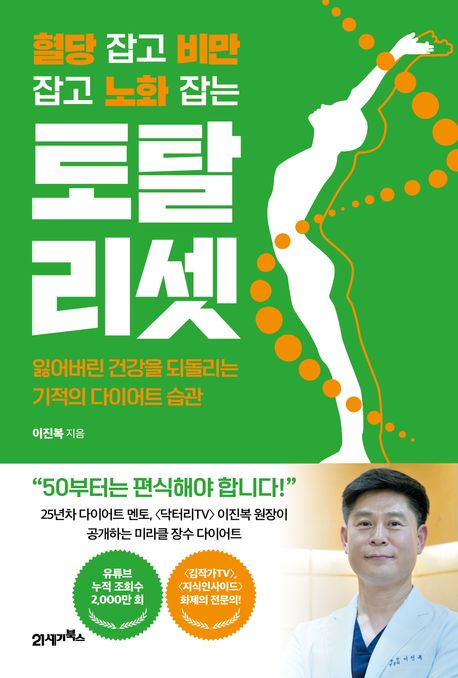 혈당 잡고 비만
잡고 노화 잡는
토탈
리셋
잃어버린 건강을 되돌리는
기적의 다이어트 습관
이진복 지음
“50부터는 편식해야 합니다!”
25년차 다이어트 멘토, <닥터리TV> 이진복 원장이
공개하는 미라클 장수 다이어트
유튜브
누적 조회수
2,000만 회
<김작가TV>,
<지식인사이드>
화제의 전문의!
21세기북스